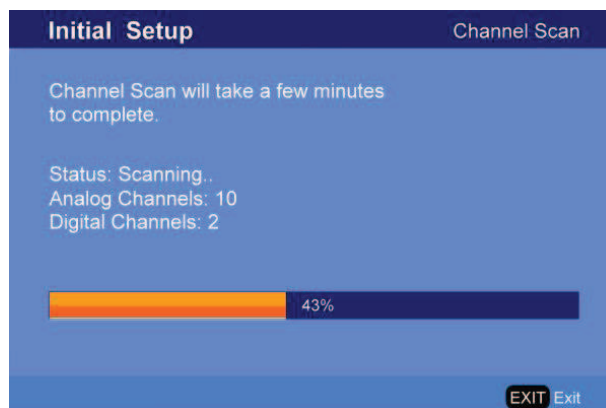 Initial Setup Channel Scan
Channel Scan will take a few minutes
to complete.
Status: Scanning..
Analog Channels: 10
Digital Channels: 2
43%
EXIT Exit